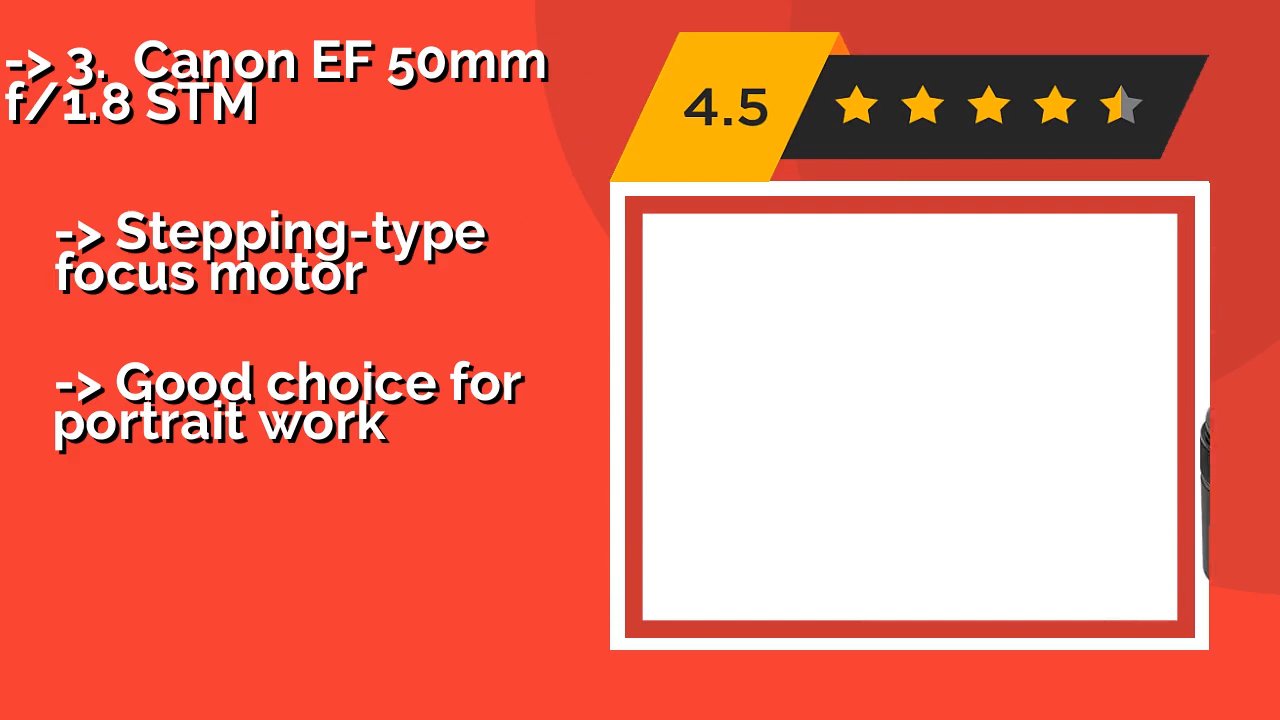 -> 3.  Canon EF 50mm
f/1.8 STM
4.5
-> Stepping-type
focus motor
-> Good choice for
portrait work